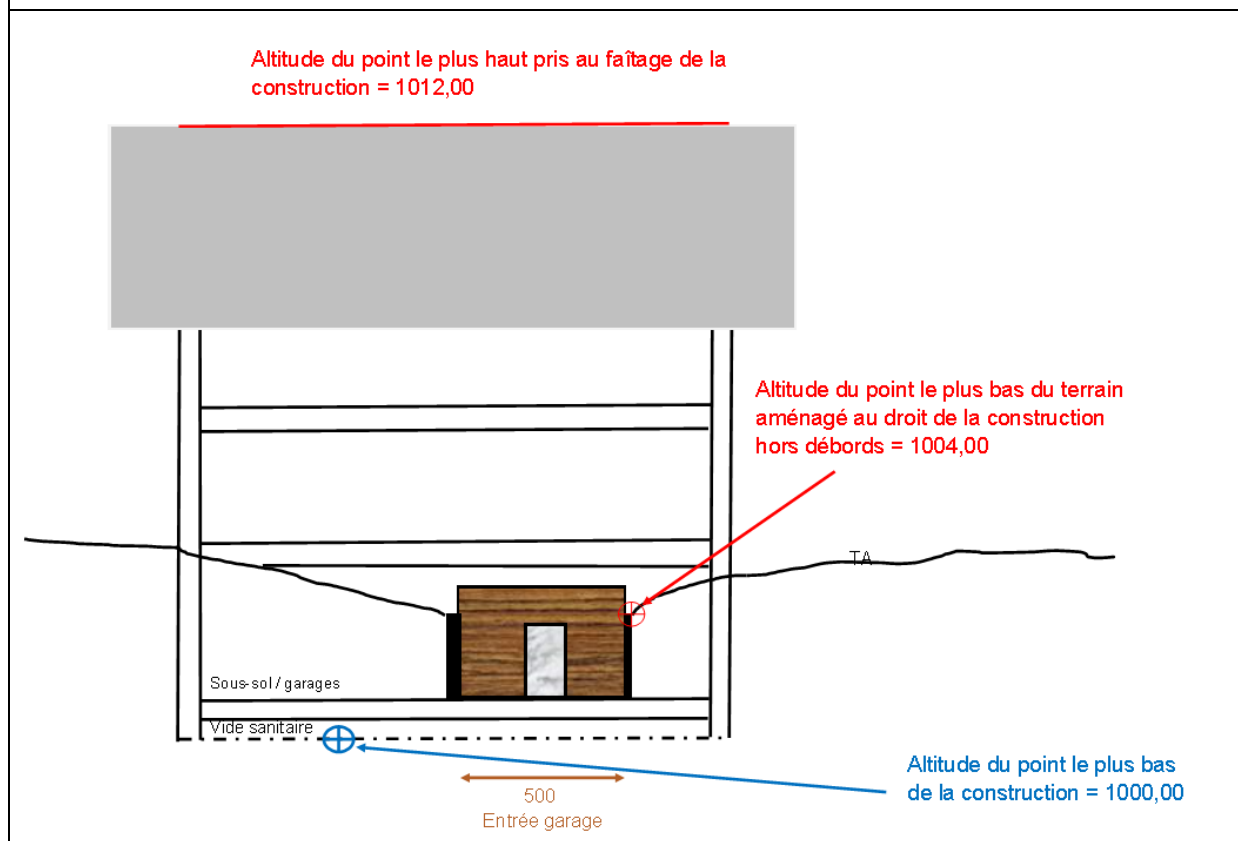 Altitude du point le plus haut pris au faîtage de la
construction = 1012,00
Altitude du point le plus bas du terrain
aménagé au droit de la construction
hors débords = 1004,00
TA
Sous-sol / garages
Vide sanitaire
Altitude du point le plus bas
de la construction = 1000,00
500
Entrée garage